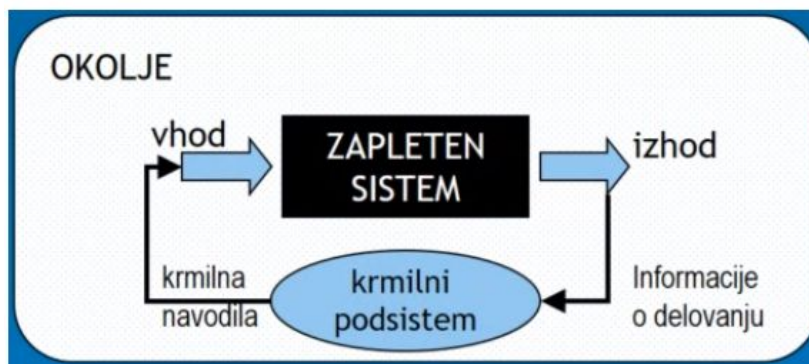 OKOLJE
vhod
ZAPLETEN
SISTEM
izhod
krmilna
navodila
krmilni
podsistem
Informacije
o delovanju